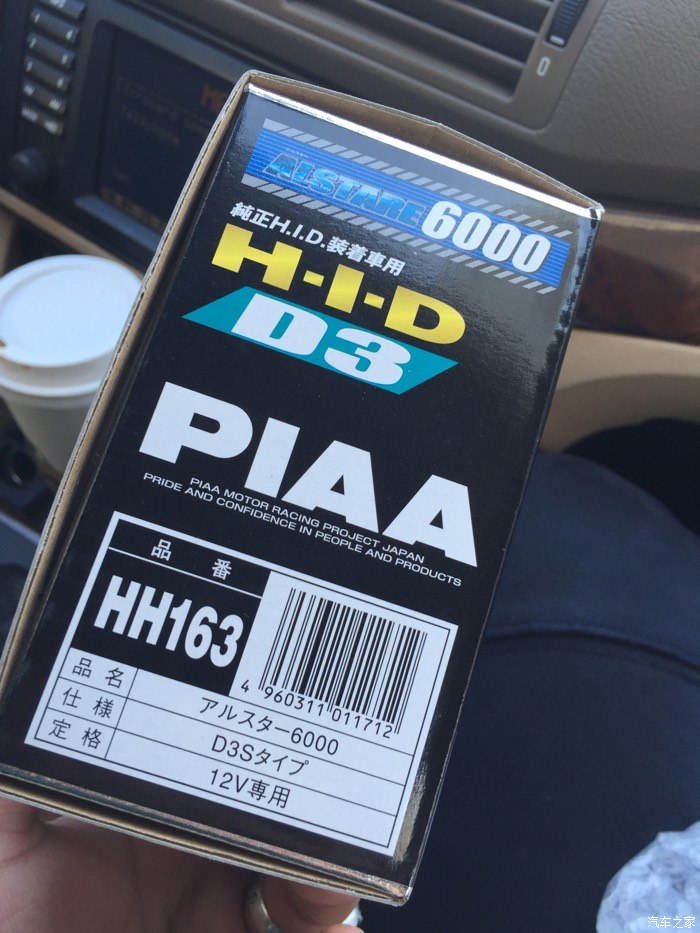 ALSTARE 6000
純正H.I.D.装着車用
H·I·D
D3
PIAA
PIAA MOTOR RACING PROJECT JAPAN
PRIDE AND CONFIDENCE IN PEOPLE AND PRODUCTS
品番
HH163
4 960311 011712
品名 アルスター6000
仕様 D3Sタイプ
定格 12V専用
汽车之家